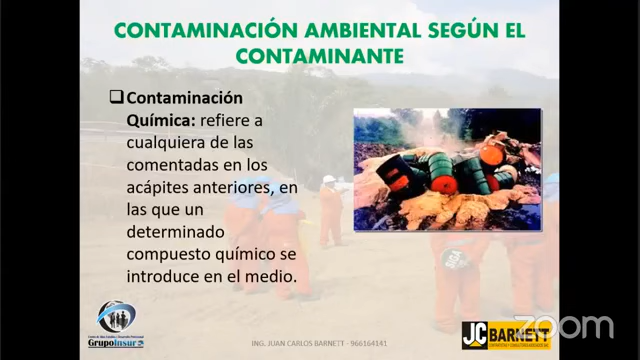 CONTAMINACIÓN AMBIENTAL SEGÚN EL
CONTAMINANTE
Contaminación
Química: refiere a
cualquiera de las
comentadas en los
acápites anteriores, en
las que un
determinado
compuesto químico se
introduce en el medio.
GrupoInsur
ING. JUAN CARLOS BARNETT - 966164141
JC BARNETT
zoom